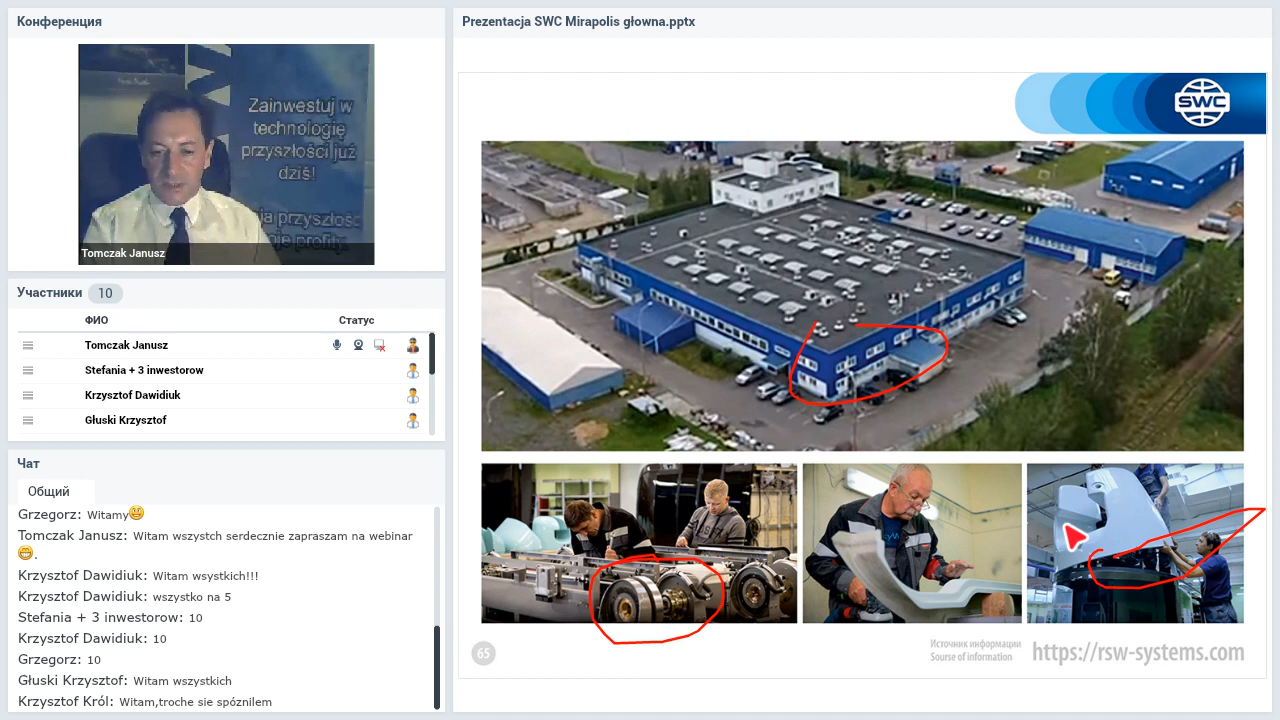 Конференция
Zainwestuj w
technologię
przyszłości już
dziś!
przyszłośc
profity
Tomczak Janusz
Участники 10
ФИО Статус
Tomczak Janusz
Stefania + 3 inwestorow
Krzysztof Dawidiuk
Głuski Krzysztof
Чат
Общий
Grzegorz: Witamy
Tomczak Janusz: Witam wszystch serdecznie zapraszam na webinar
.
Krzysztof Dawidiuk: Witam wsystkich!!!
Krzysztof Dawidiuk: wszystko na 5
Stefania + 3 inwestorow: 10
Krzysztof Dawidiuk: 10
Grzegorz: 10
Głuski Krzysztof: Witam wszystkich
Krzysztof Król: Witam,troche sie spóznilem
Prezentacja SWC Mirapolis głowna.pptx
SWC
65
Источник информации
Sourse of information
https://rsw-systems.com